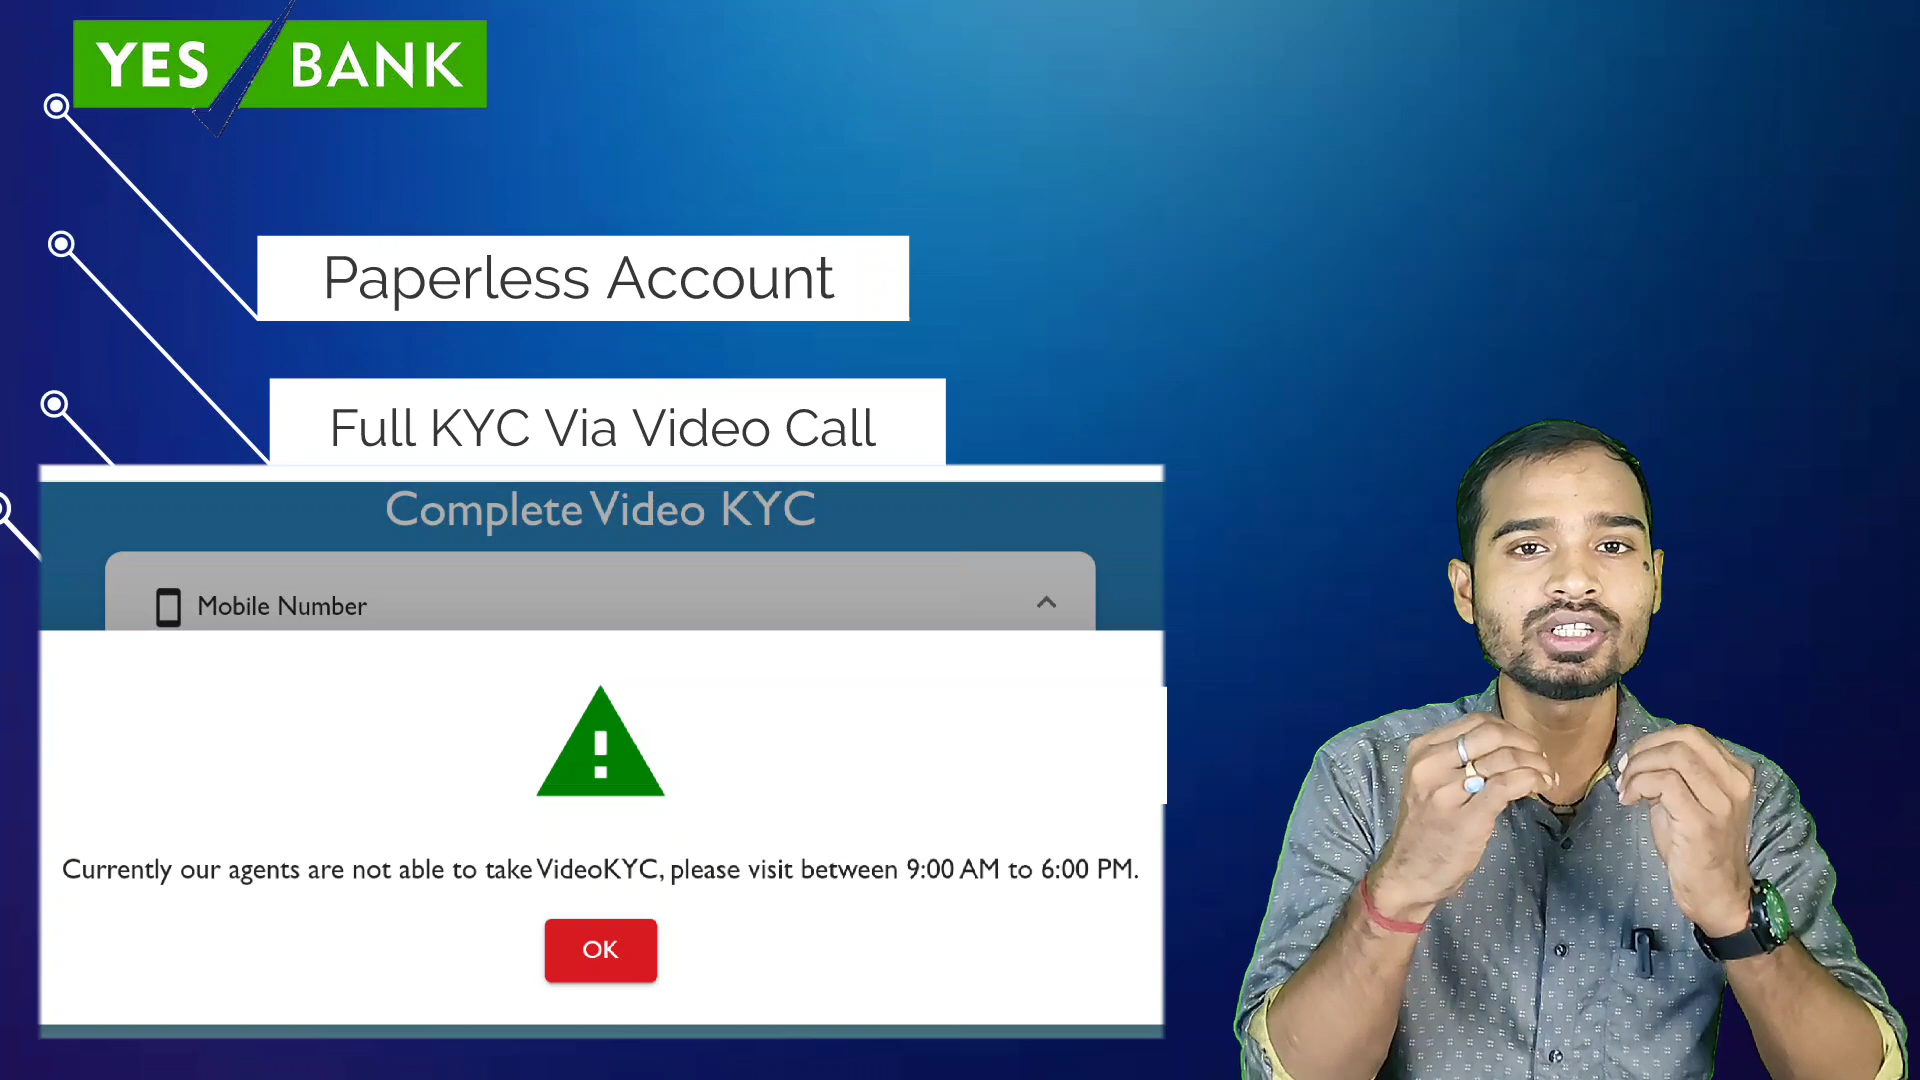 YES BANK
Paperless Account
Full KYC Via Video Call
Complete Video KYC
Mobile Number
Currently our agents are not able to take VideoKYC, please visit between 9:00 AM to 6:00 PM.
OK